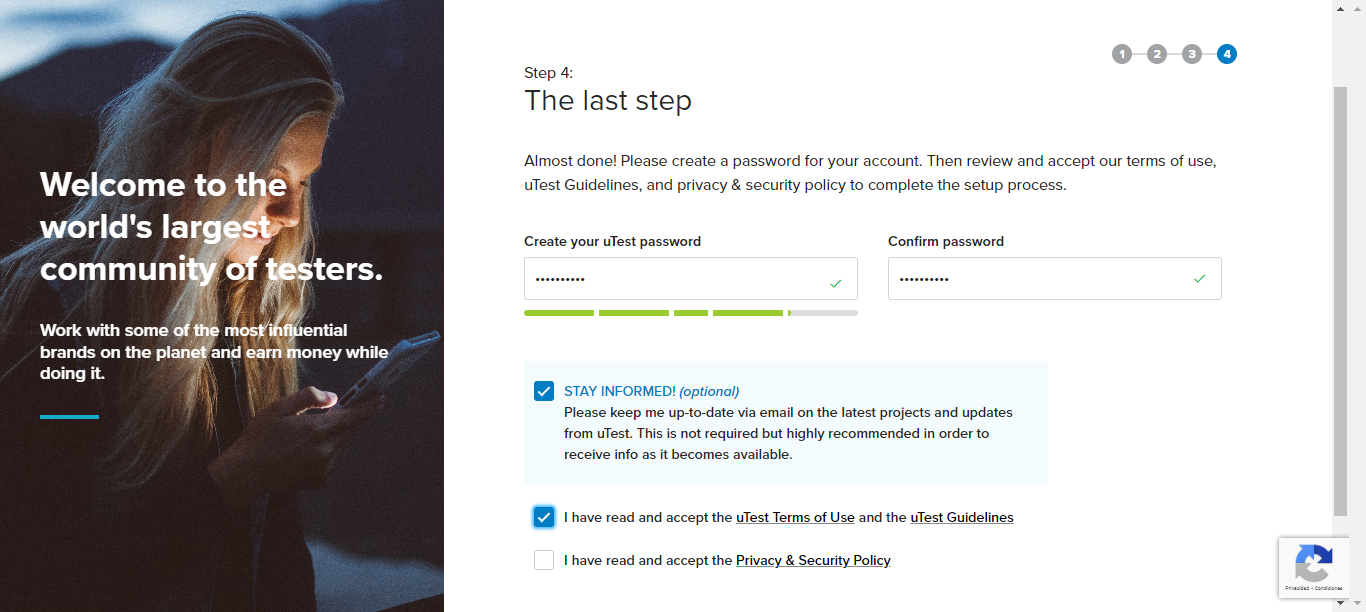 Welcome to the
world's largest
community of testers.
Work with some of the most influential
brands on the planet and earn money while
doing it.
1 2 3 4
Step 4:
The last step
Almost done! Please create a password for your account. Then review and accept our terms of use,
uTest Guidelines, and privacy & security policy to complete the setup process.
Create your uTest password
Confirm password
••••••••••
••••••••••
STAY INFORMED! (optional)
Please keep me up-to-date via email on the latest projects and updates
from uTest. This is not required but highly recommended in order to
receive info as it becomes available.
I have read and accept the uTest Terms of Use and the uTest Guidelines
I have read and accept the Privacy & Security Policy
Privacidad - Condiciones